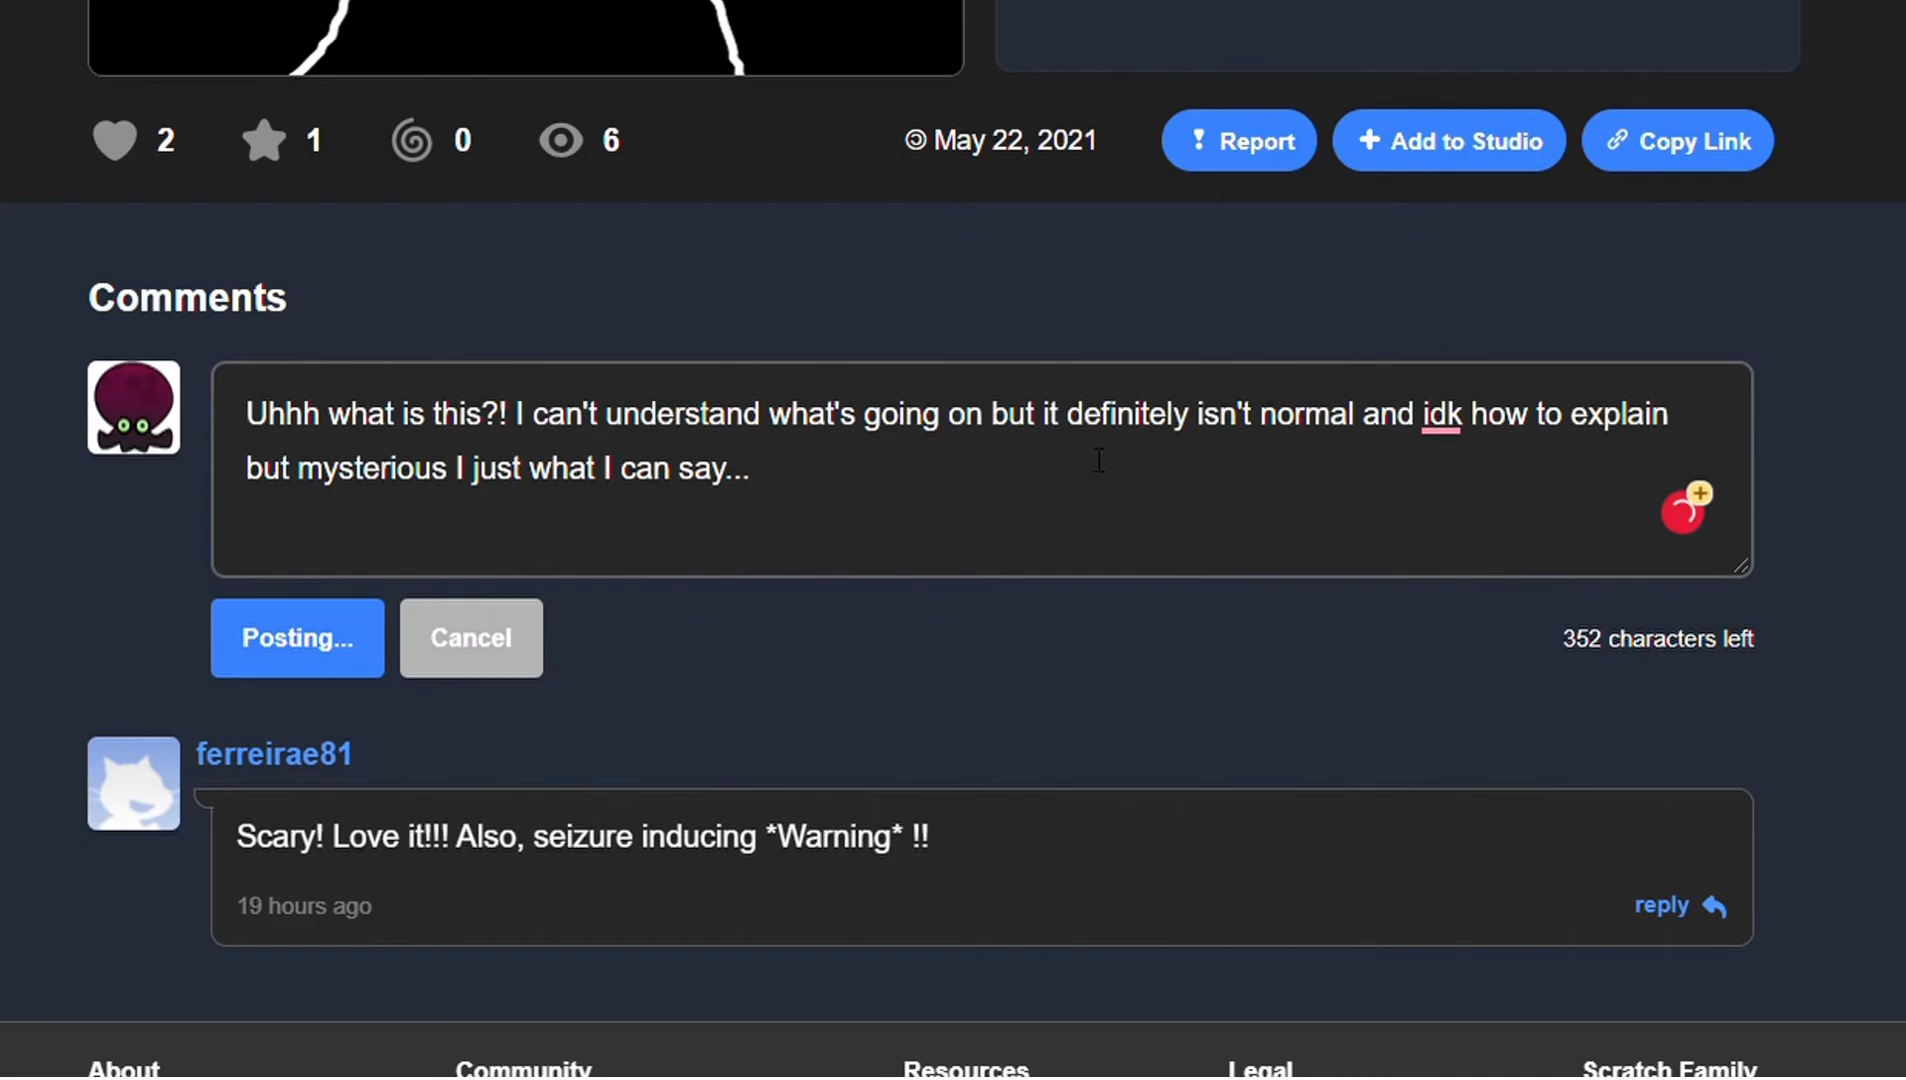 2 1 0 6 May 22, 2021 Report Add to Studio Copy Link
Comments
Uhhh what is this?! I can't understand what's going on but it definitely isn't normal and idk how to explain
but mysterious I just what I can say...
Posting... Cancel 352 characters left
ferreirae81
Scary! Love it!!! Also, seizure inducing *Warning* !!
19 hours ago reply
About Community Resources Legal Scratch Family